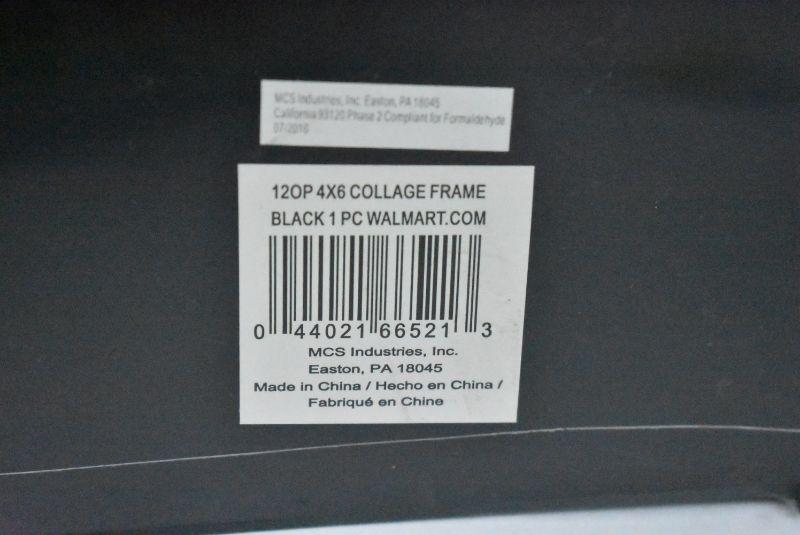 MCS Industries, Inc. Easton, PA 18045
California 93120 Phase 2 Compliant for Formaldehyde
07/2016
12OP 4X6 COLLAGE FRAME
BLACK 1 PC WALMART.COM
0 44021 66521 3
MCS Industries, Inc.
Easton, PA 18045
Made in China / Hecho en China /
Fabriqué en Chine